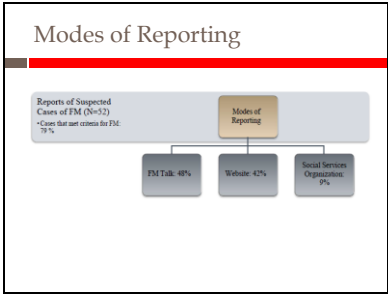 Modes of Reporting
Reports of Suspected
Cases of FM (N=52)
•Cases that met criteria for FM:
79 %
Modes of
Reporting
FM Talk: 48%
Website: 42%
Social Services
Organization:
9%